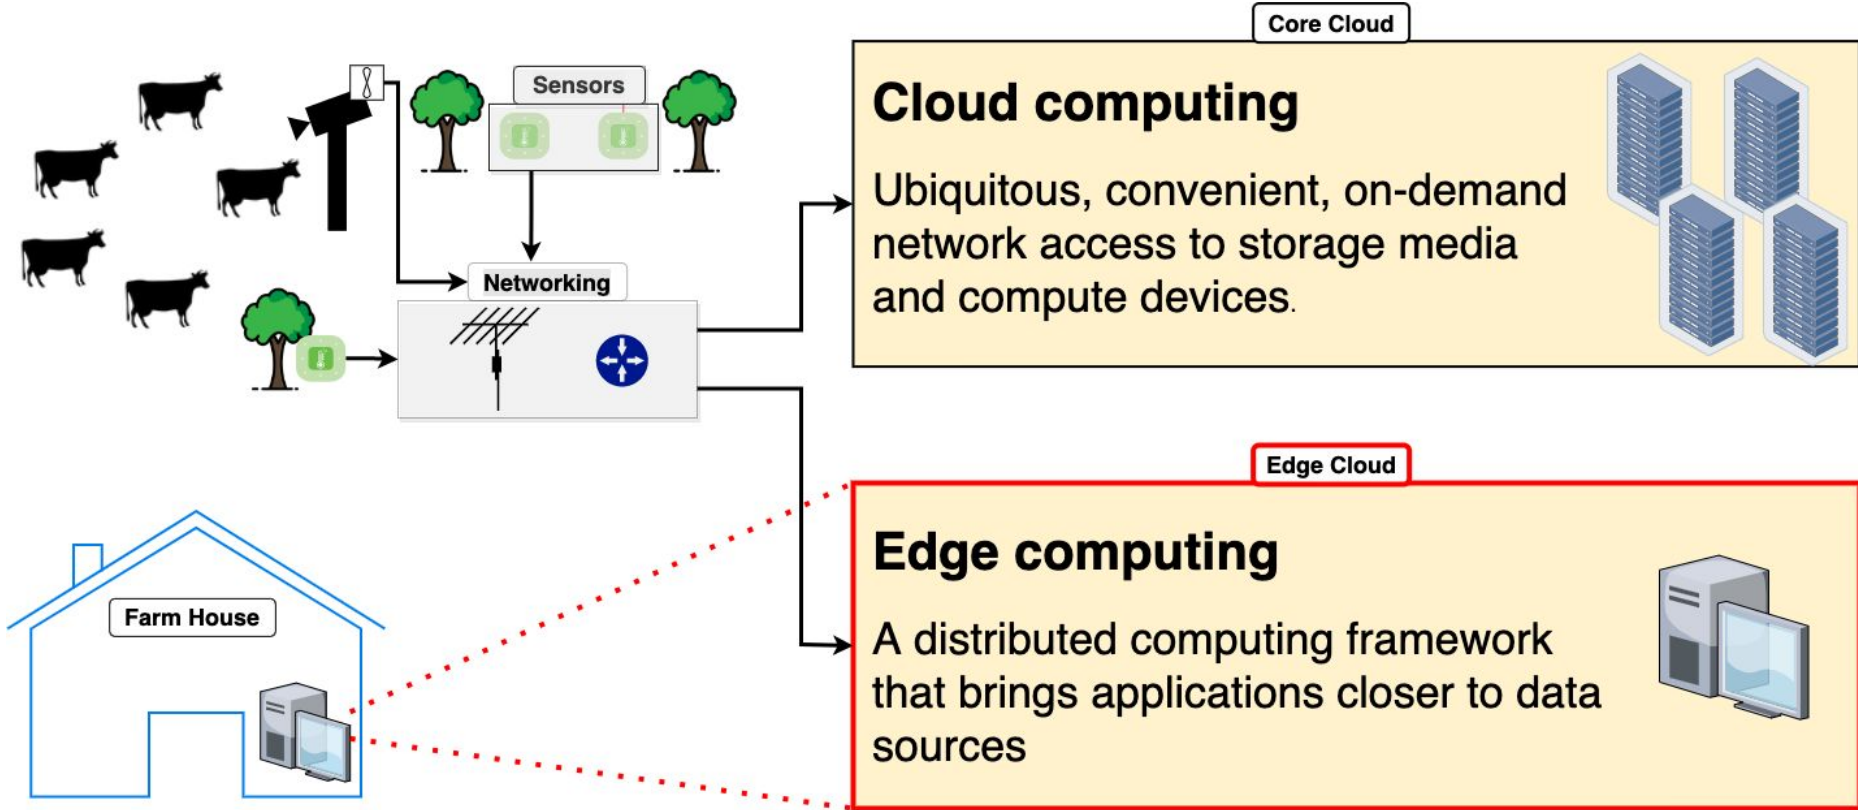 Core Cloud
Sensors
Cloud computing
Ubiquitous, convenient, on-demand
network access to storage media
and compute devices.
Networking
Edge Cloud
Edge computing
Farm House
A distributed computing framework
that brings applications closer to data
sources